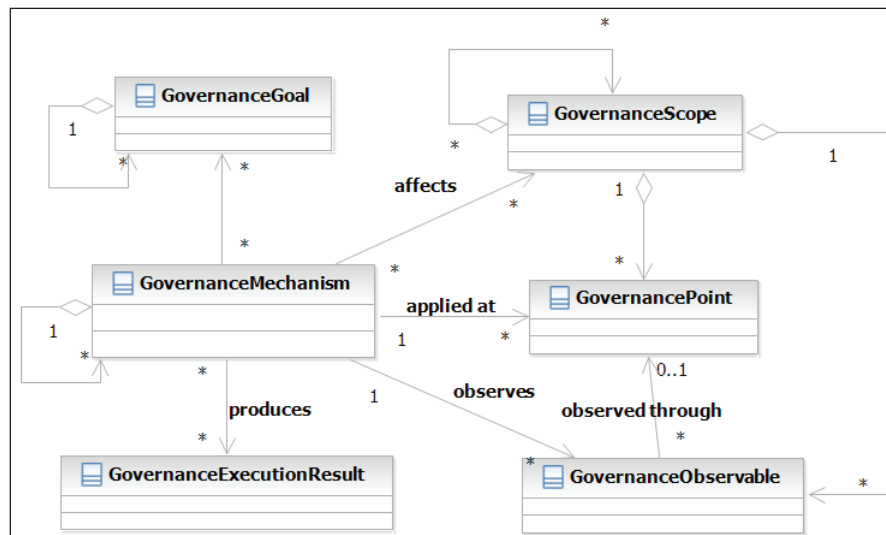 *
GovernanceGoal
GovernanceScope
1
*
*
*
1
affects
1
*
*
*
*
*
GovernanceMechanism
GovernancePoint
applied at
1
1
*
*
*
0..1
observes
1
produces
observed through
*
*
*
GovernanceExecutionResult
GovernanceObservable
*